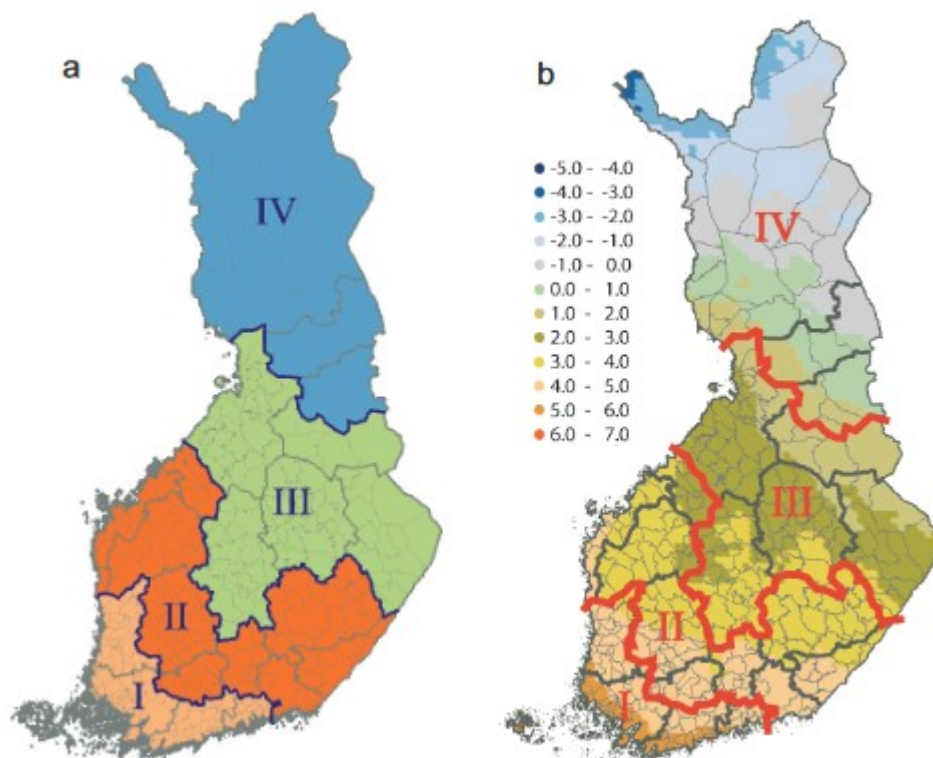 a
IV
III
II
I
b
-5.0 - -4.0
-4.0 - -3.0
-3.0 - -2.0
-2.0 - -1.0
-1.0 - 0.0
0.0 - 1.0
1.0 - 2.0
2.0 - 3.0
3.0 - 4.0
4.0 - 5.0
5.0 - 6.0
6.0 - 7.0
IV
III
II
I